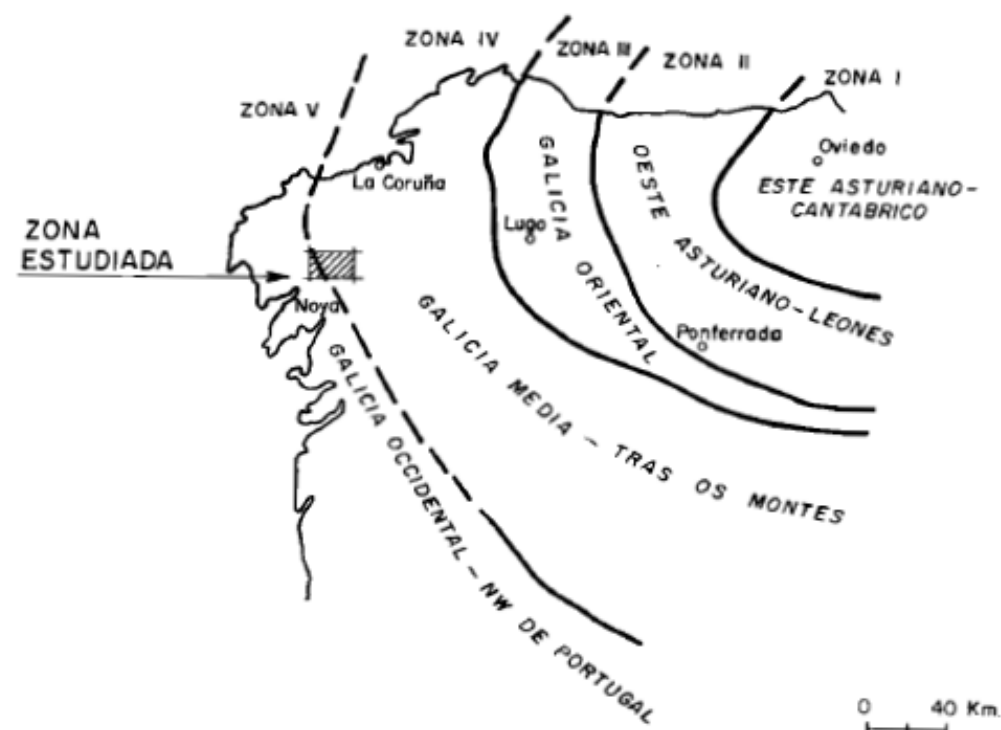 ZONA IV
ZONA III
ZONA II
ZONA I
ZONA V
Oviedo
ESTE ASTURIANO-
CANTABRICO
La Coruña
GALICIA ORIENTAL
OESTE ASTURIANO-LEONES
Lugo
ZONA
ESTUDIADA
Noya
Ponferrada
GALICIA MEDIA - TRAS OS MONTES
GALICIA OCCIDENTAL - NW DE PORTUGAL
0 40 Km.